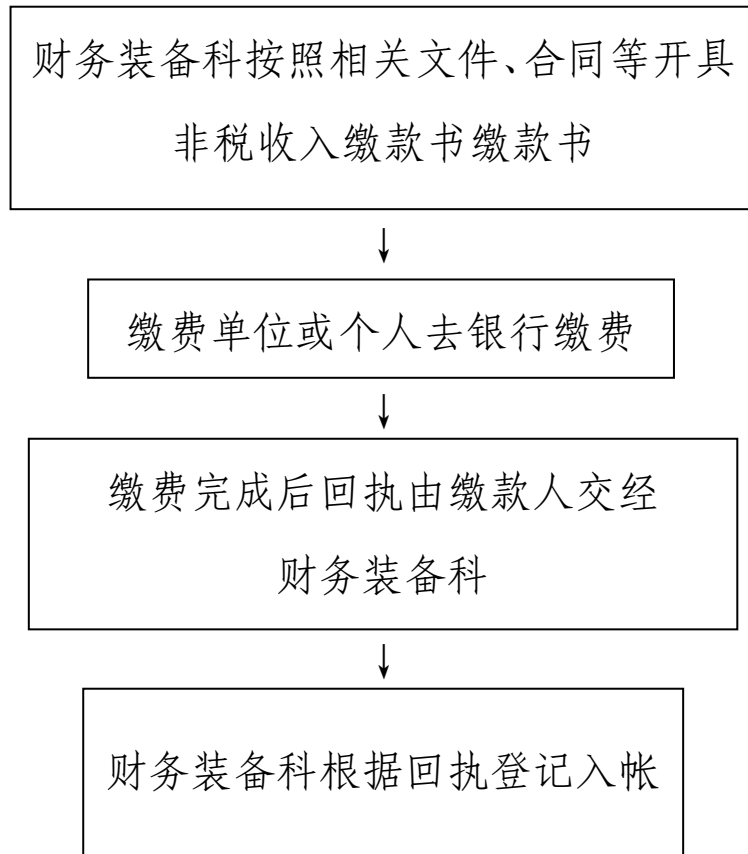 财务装备科按照相关文件、合同等开具
非税收入缴款书缴款书
缴费单位或个人去银行缴费
缴费完成后回执由缴款人交经
财务装备科
财务装备科根据回执登记入帐